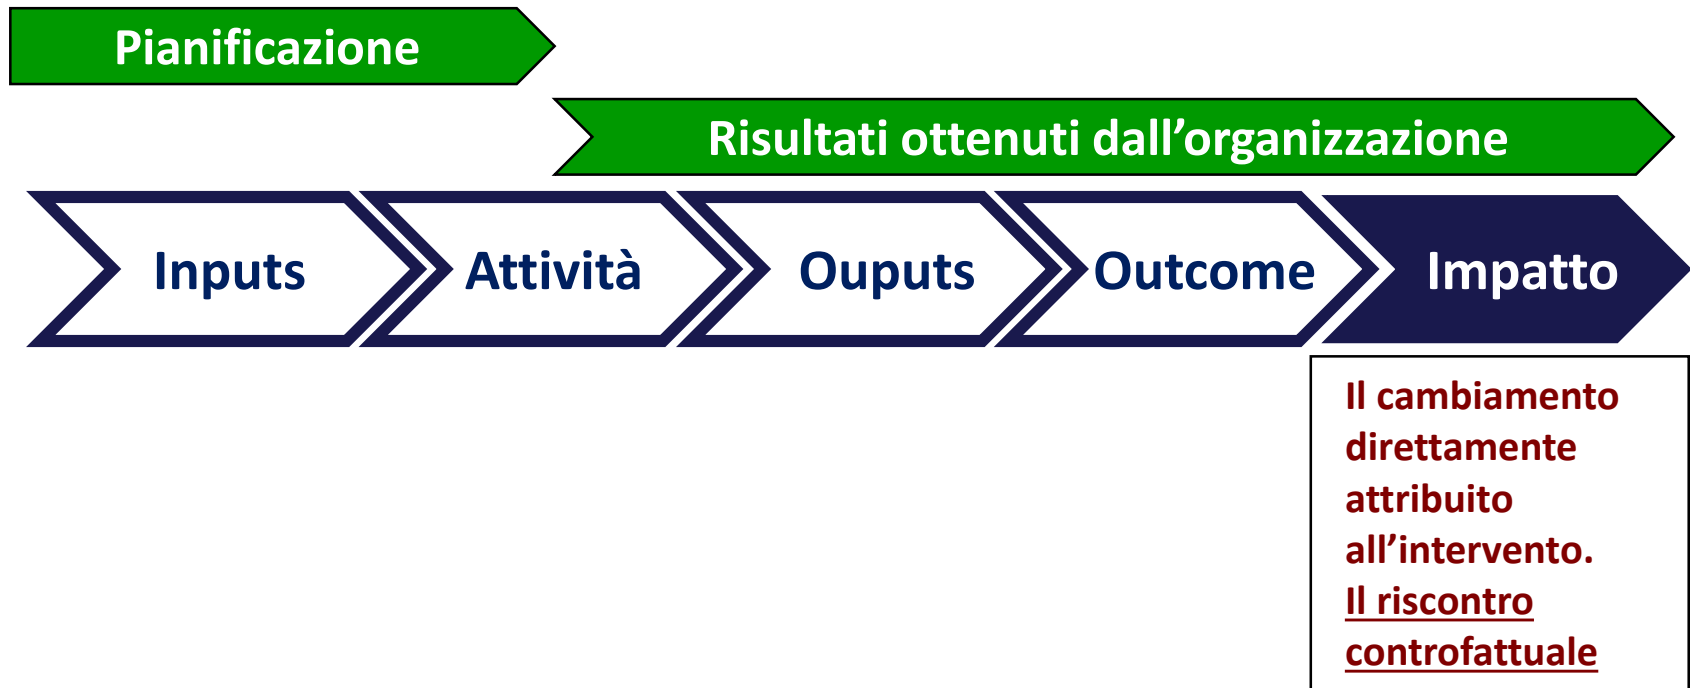 Pianificazione
Risultati ottenuti dall’organizzazione
Inputs
Attività
Ouputs
Outcome
Impatto
Il cambiamento
direttamente
attribuito
all’intervento.
Il riscontro
controfattuale